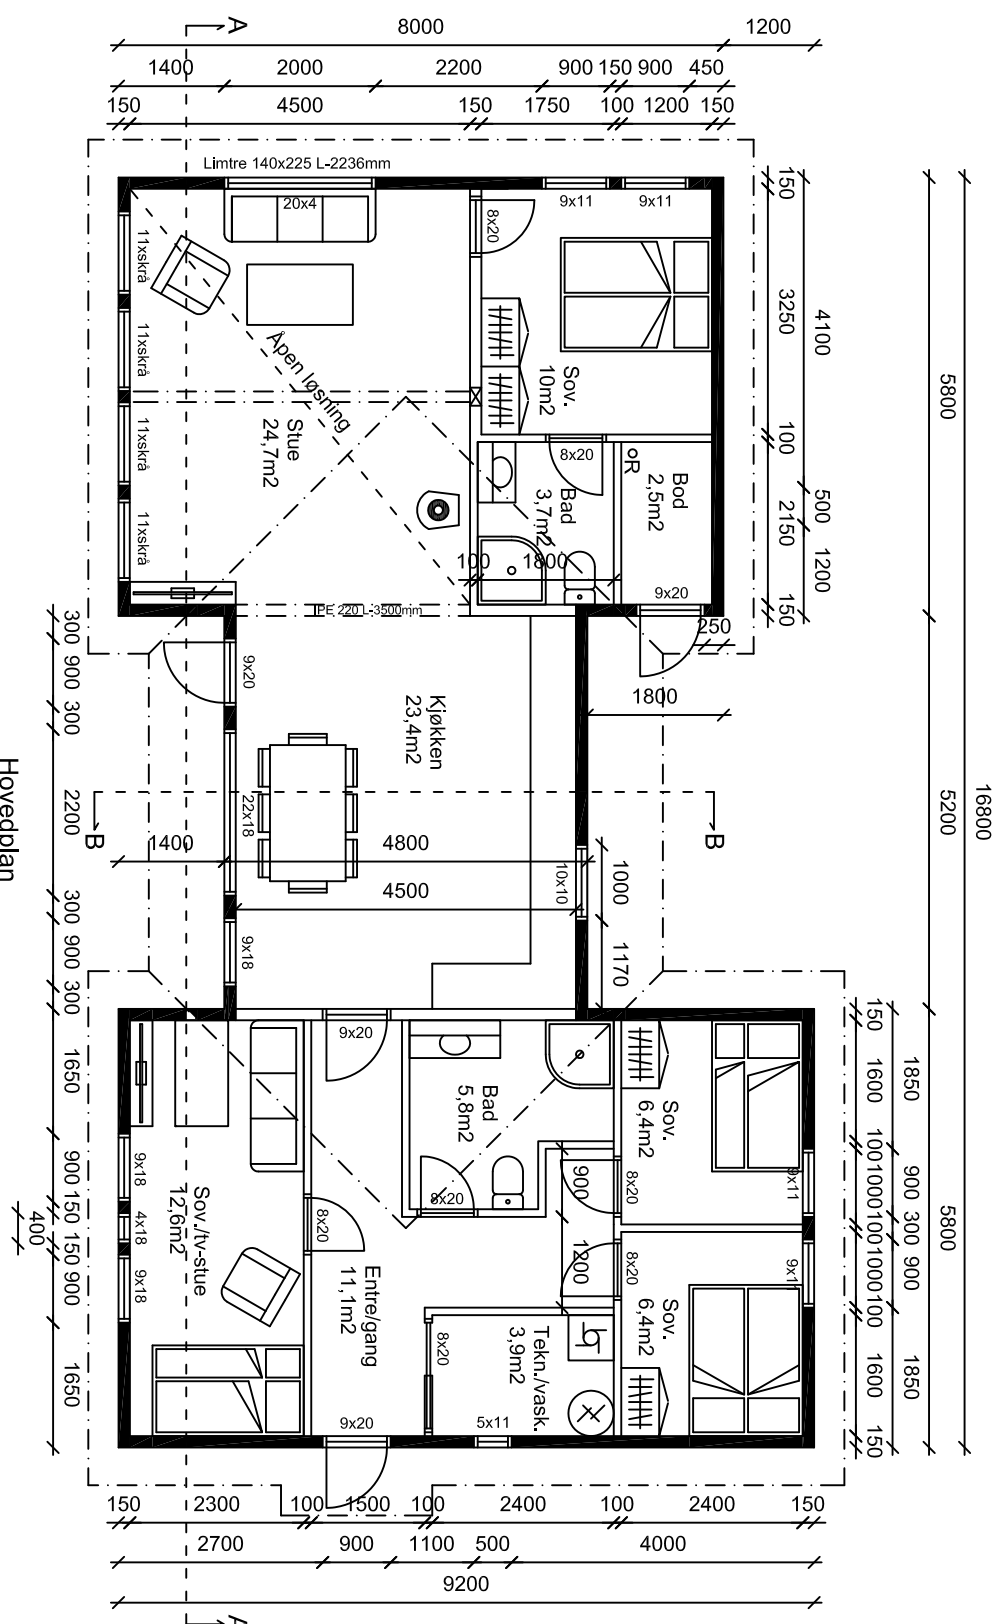 A
8000
1200
1400
2000
2200
900
150
900
450
150
4500
150
1750
100
1200
150
Limtre 140x225 L-2236mm
20x4
8x20
9x11
9x11
11xskrå
11xskrå
11xskrå
11xskrå
Åpen løsning
Stue
24,7m2
Sov.
10m2
8x20
Bad
3,7m2
R
Bod
2,5m2
100
1800
9x20
PE 220 L-3500mm
250
1800
150
3250
100
2150
150
4100
500
1200
5800
5200
5800
16800
300
900
300
2200
300
900
300
9x20
22x18
9x18
Kjøkken
23,4m2
B
B
1400
4800
4500
10x10
1000
1170
Hovedplan
1650
900
150
150
900
1650
400
9x18
4x18
9x18
Sov./tv-stue
12,6m2
9x20
8x20
Entre/gang
11,1m2
9x20
Bad
5,8m2
8x20
900
1200
8x20
8x20
Sov.
6,4m2
9x11
Sov.
6,4m2
Tekn./vask.
3,9m2
8x20
5x11
150
1600
100
1000
100
1000
100
1600
150
1850
900
300
900
1850
150
2300
100
1500
100
2400
100
2400
150
2700
900
1100
500
4000
9200
A